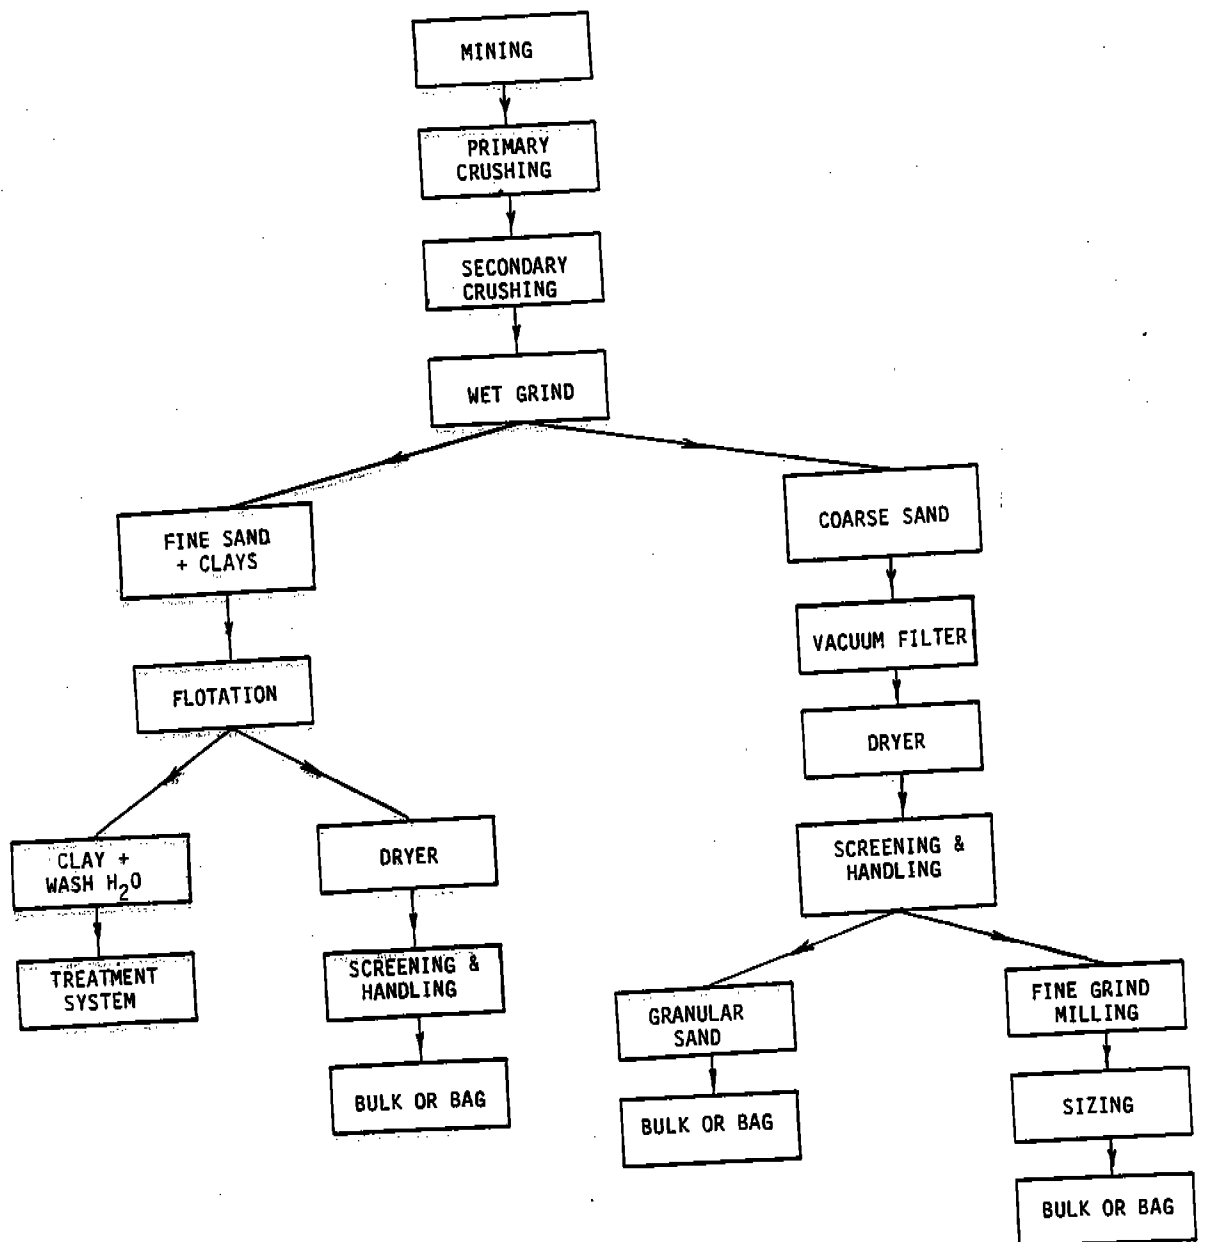 MINING
PRIMARY
CRUSHING
SECONDARY
CRUSHING
WET GRIND
FINE SAND
+ CLAYS
COARSE SAND
VACUUM FILTER
FLOTATION
DRYER
CLAY +
WASH H₂O
DRYER
SCREENING &
HANDLING
TREATMENT
SYSTEM
SCREENING &
HANDLING
GRANULAR
SAND
FINE GRIND
MILLING
BULK OR BAG
BULK OR BAG
SIZING
BULK OR BAG